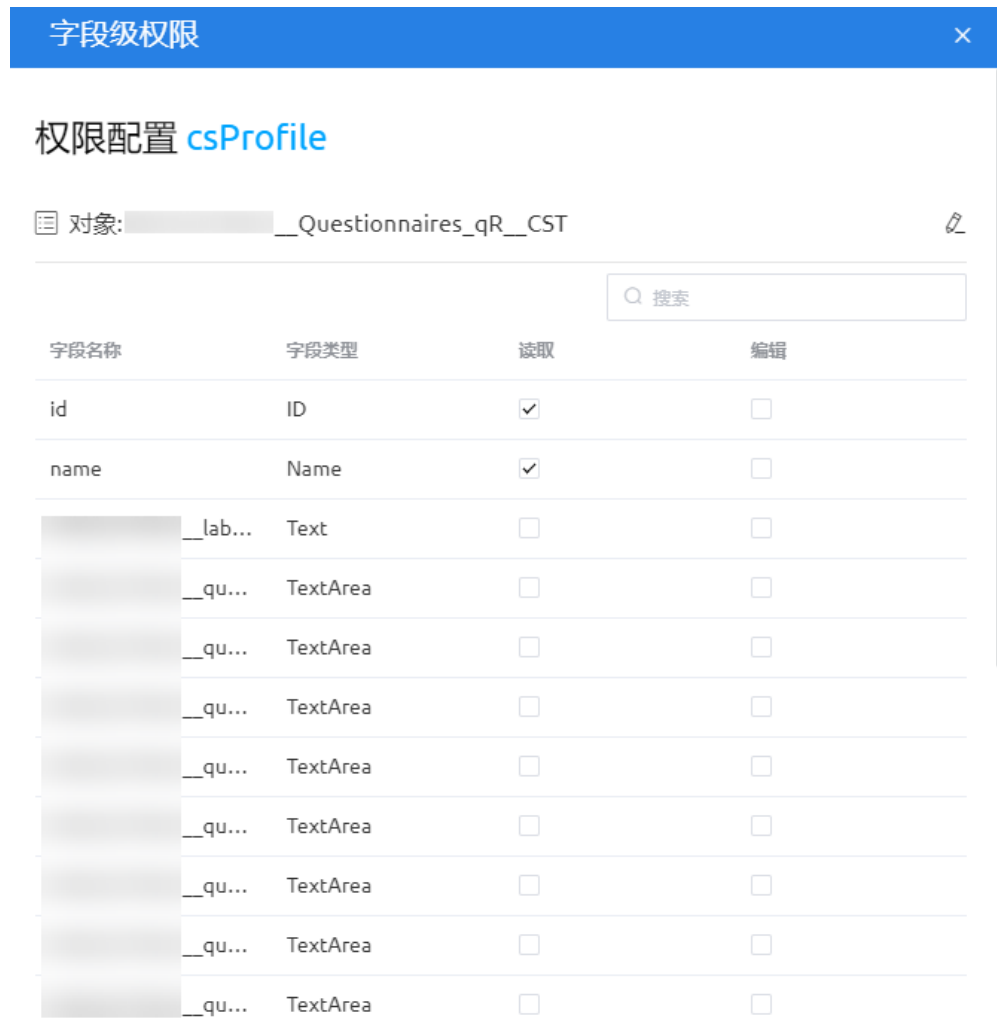 字段级权限
权限配置 csProfile
对象: __Questionnaires_qR__CST
搜索
字段名称 字段类型 读取 编辑
id ID
name Name
__lab... Text
__qu... TextArea
__qu... TextArea
__qu... TextArea
__qu... TextArea
__qu... TextArea
__qu... TextArea
__qu... TextArea
__qu... TextArea